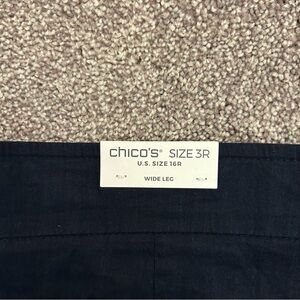 chico's® SIZE 3R
U.S. SIZE 16R
WIDE LEG